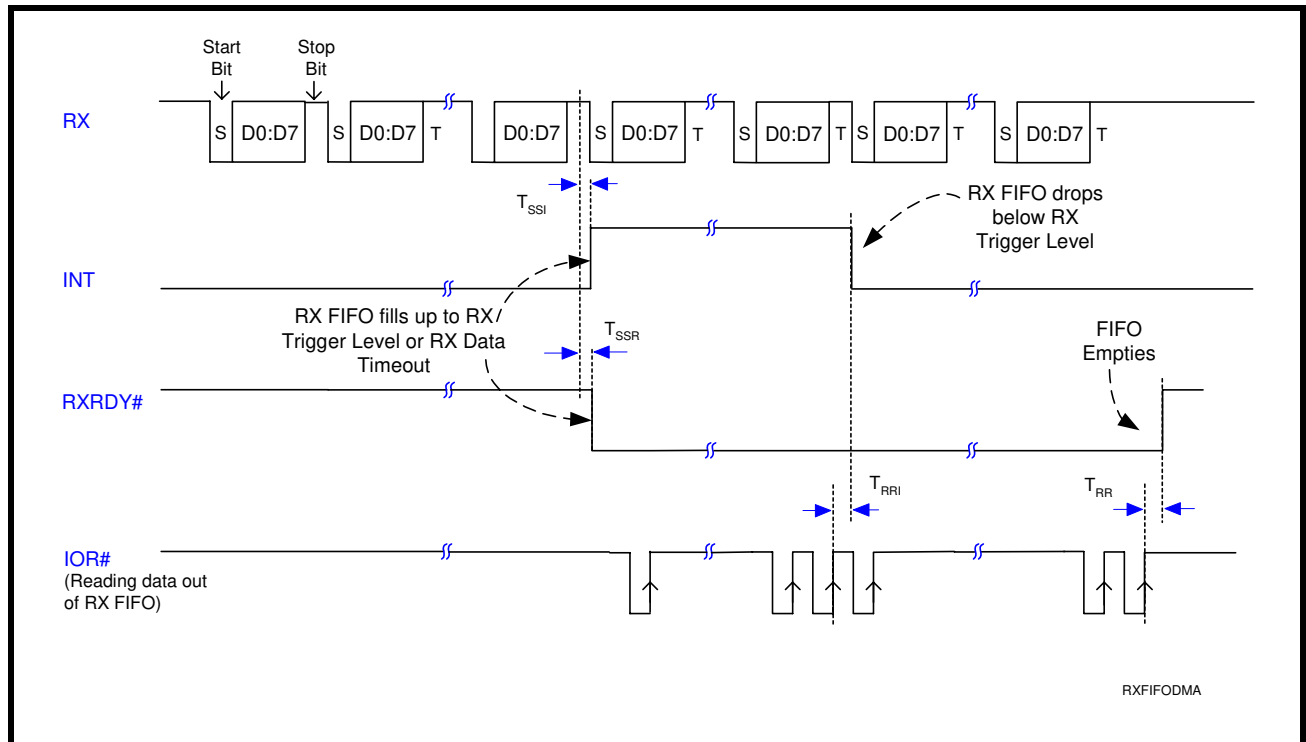 Start
Bit
Stop
Bit
RX
S D0:D7 S D0:D7 T D0:D7 S D0:D7 T S D0:D7 T S D0:D7 T S D0:D7 T
TSSI
RX FIFO drops
below RX
Trigger Level
INT
RX FIFO fills up to RX
Trigger Level or RX Data
Timeout
TSSR
FIFO
Empties
RXRDY#
TRRI
TRR
IOR#
(Reading data out
of RX FIFO)
RXFIFODMA